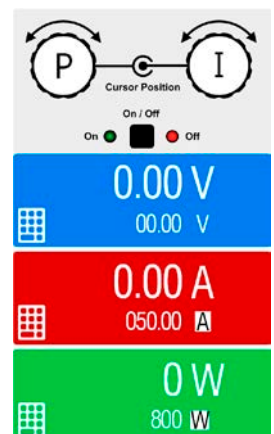 P I
Cursor Position
On / Off
On Off
0.00 V
00.00 V
0.00 A
050.00 A
0 W
800 W